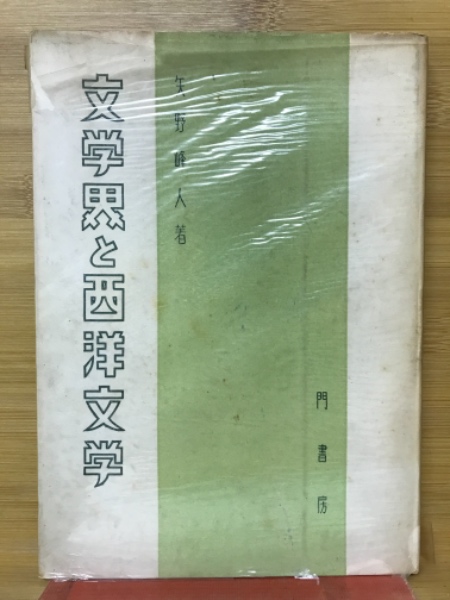 文学界と西洋文学
矢野峰人著
門書房